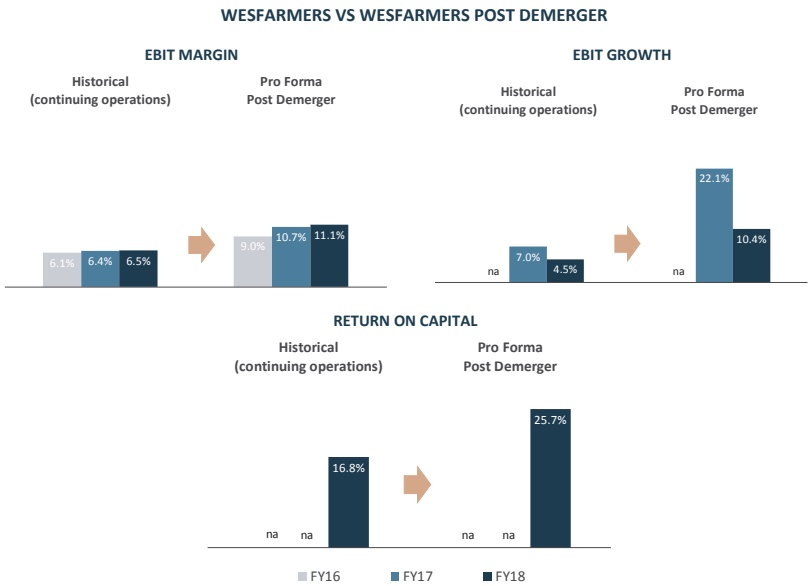 WESFARMERS VS WESFARMERS POST DEMERGER
EBIT MARGIN
Historical
(continuing operations)
Pro Forma
Post Demerger
6.1%
6.4%
6.5%
9.0%
10.7%
11.1%
EBIT GROWTH
Historical
(continuing operations)
Pro Forma
Post Demerger
na
7.0%
4.5%
na
22.1%
10.4%
RETURN ON CAPITAL
Historical
(continuing operations)
Pro Forma
Post Demerger
na
na
16.8%
na
na
25.7%
FY16
FY17
FY18